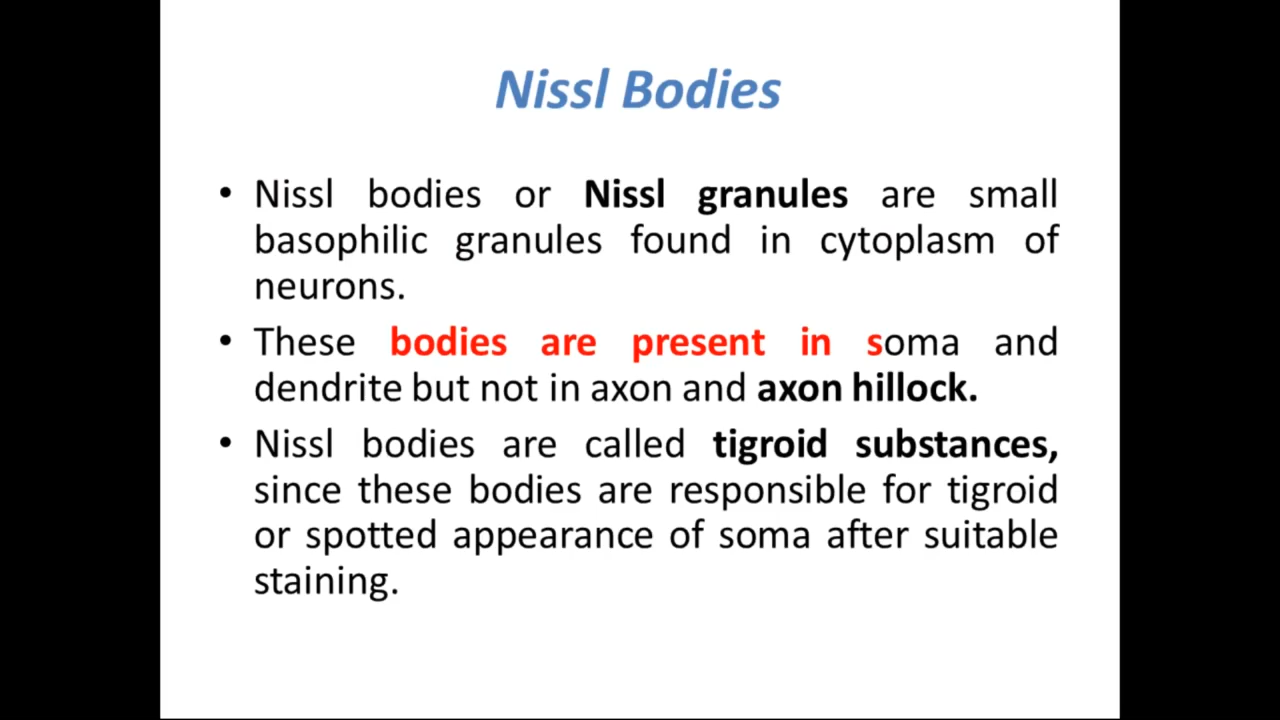 Nissl Bodies
• Nissl bodies or Nissl granules are small
basophilic granules found in cytoplasm of
neurons.
• These bodies are present in soma and
dendrite but not in axon and axon hillock.
• Nissl bodies are called tigroid substances,
since these bodies are responsible for tigroid
or spotted appearance of soma after suitable
staining.